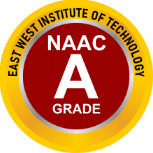 EAST WEST INSTITUTE OF TECHNOLOGY
NAAC
A
GRADE